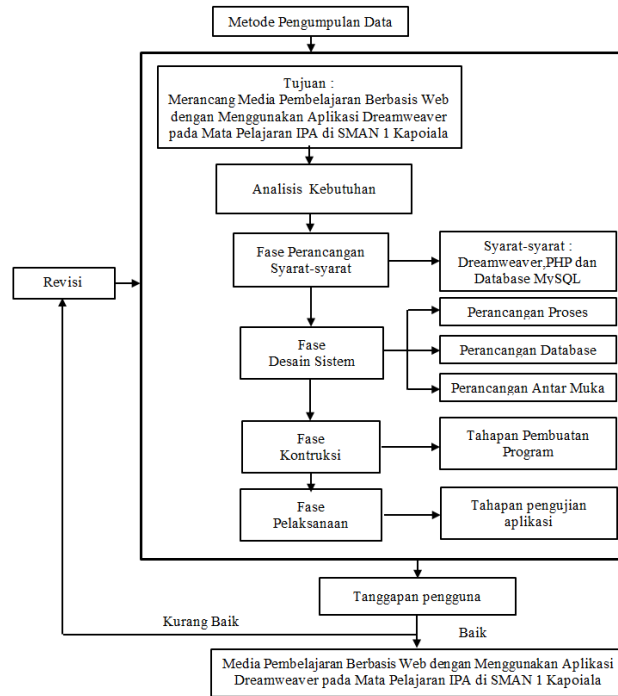 Metode Pengumpulan Data
Tujuan :
Merancang Media Pembelajaran Berbasis Web
dengan Menggunakan Aplikasi Dreamweaver
pada Mata Pelajaran IPA di SMAN 1 Kapoiala
Analisis Kebutuhan
Fase Perancangan
Syarat-syarat
Syarat-syarat :
Dreamweaver,PHP dan
Database MySQL
Revisi
Perancangan Proses
Fase
Desain Sistem
Perancangan Database
Perancangan Antar Muka
Fase
Kontruksi
Tahapan Pembuatan
Program
Fase
Pelaksanaan
Tahapan pengujian
aplikasi
Tanggapan pengguna
Kurang Baik
Baik
Media Pembelajaran Berbasis Web dengan Menggunakan Aplikasi
Dreamweaver pada Mata Pelajaran IPA di SMAN 1 Kapoiala